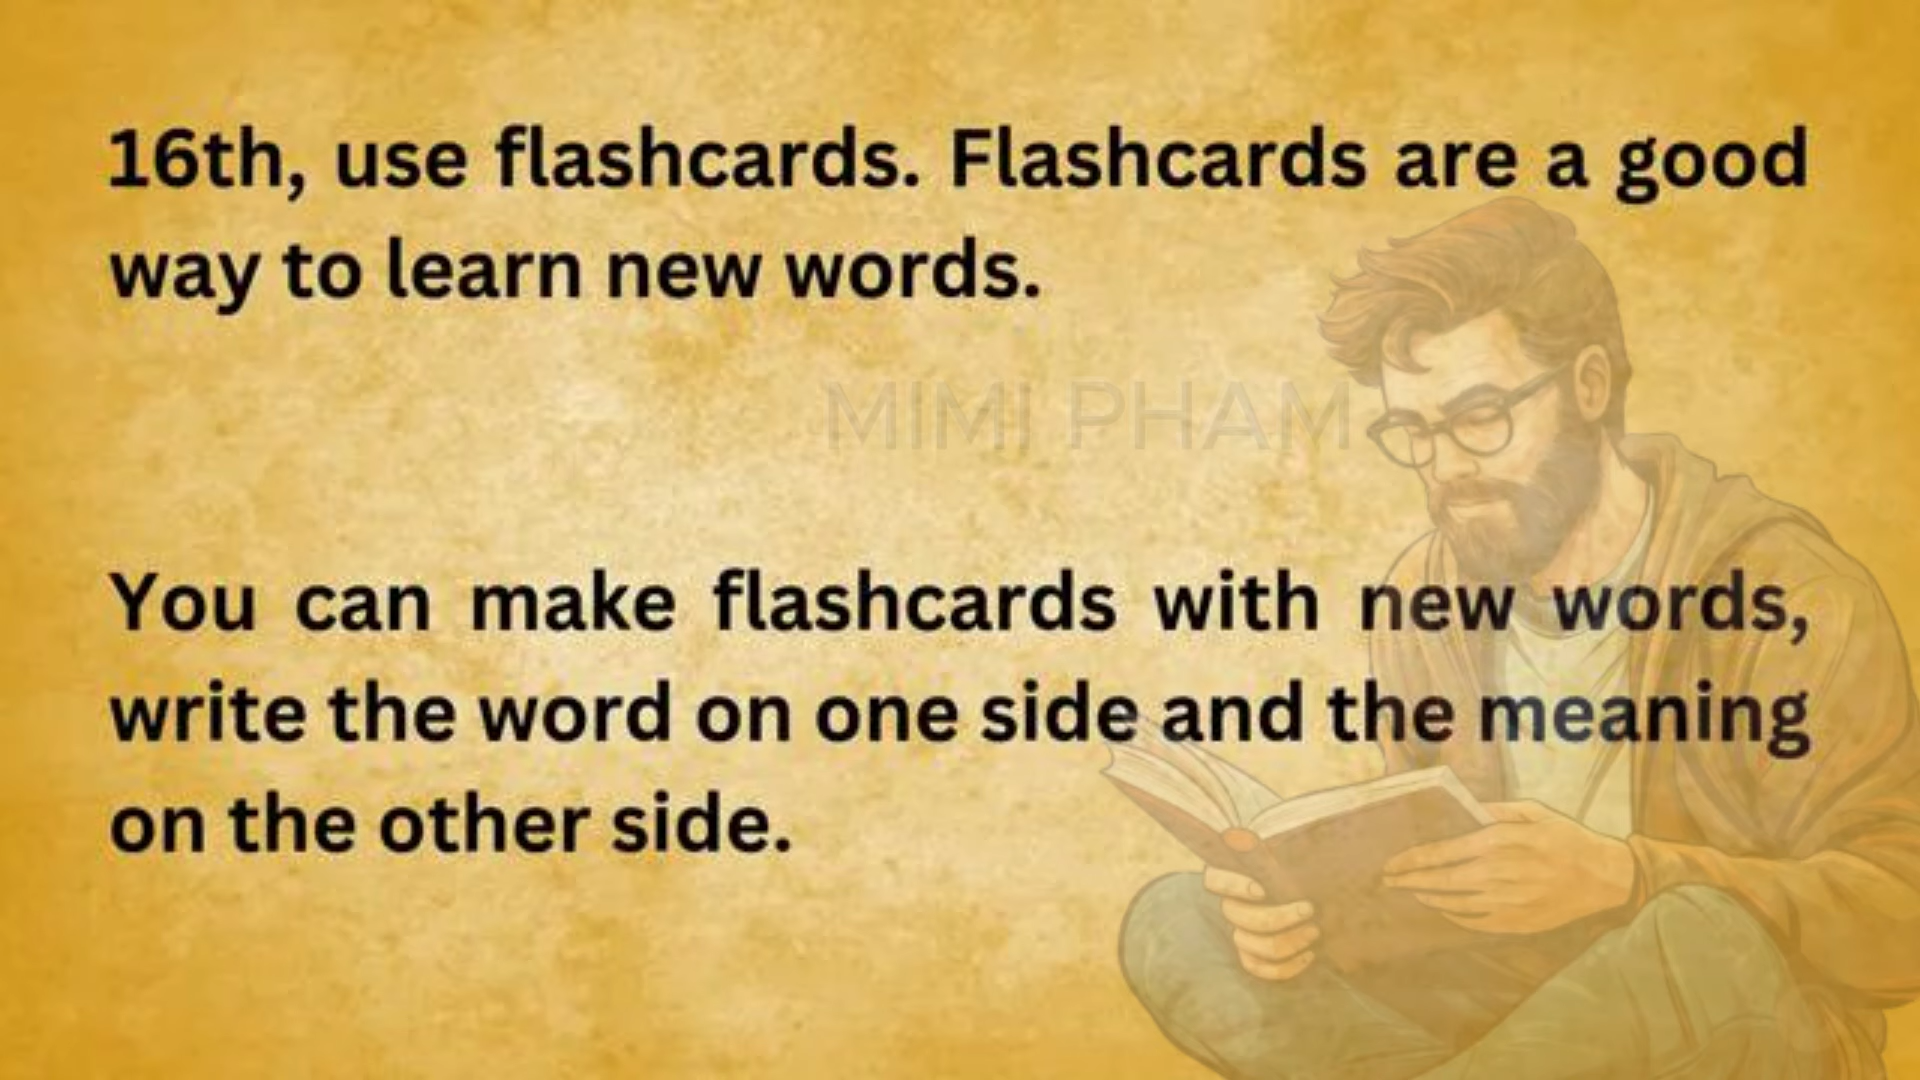 16th, use flashcards. Flashcards are a good
way to learn new words.
MIMI PHAM
You can make flashcards with new words,
write the word on one side and the meaning
on the other side.